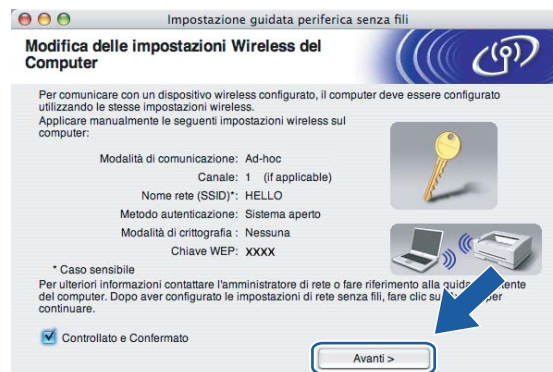 Impostazione guidata periferica senza fili
Modifica delle impostazioni Wireless del
Computer
Per comunicare con un dispositivo wireless configurato, il computer deve essere configurato
utilizzando le stesse impostazioni wireless.
Applicare manualmente le seguenti impostazioni wireless sul
computer:
Modalità di comunicazione: Ad-hoc
Canale: 1 (if applicable)
Nome rete (SSID)*: HELLO
Metodo autenticazione: Sistema aperto
Modalità di crittografia : Nessuna
Chiave WEP: XXXX
* Caso sensibile
Per ulteriori informazioni contattare l'amministratore di rete o fare riferimento alla guida
del computer. Dopo aver configurato le impostazioni di rete senza fili, fare clic su per
continuare.
Controllato e Confermato
Avanti >